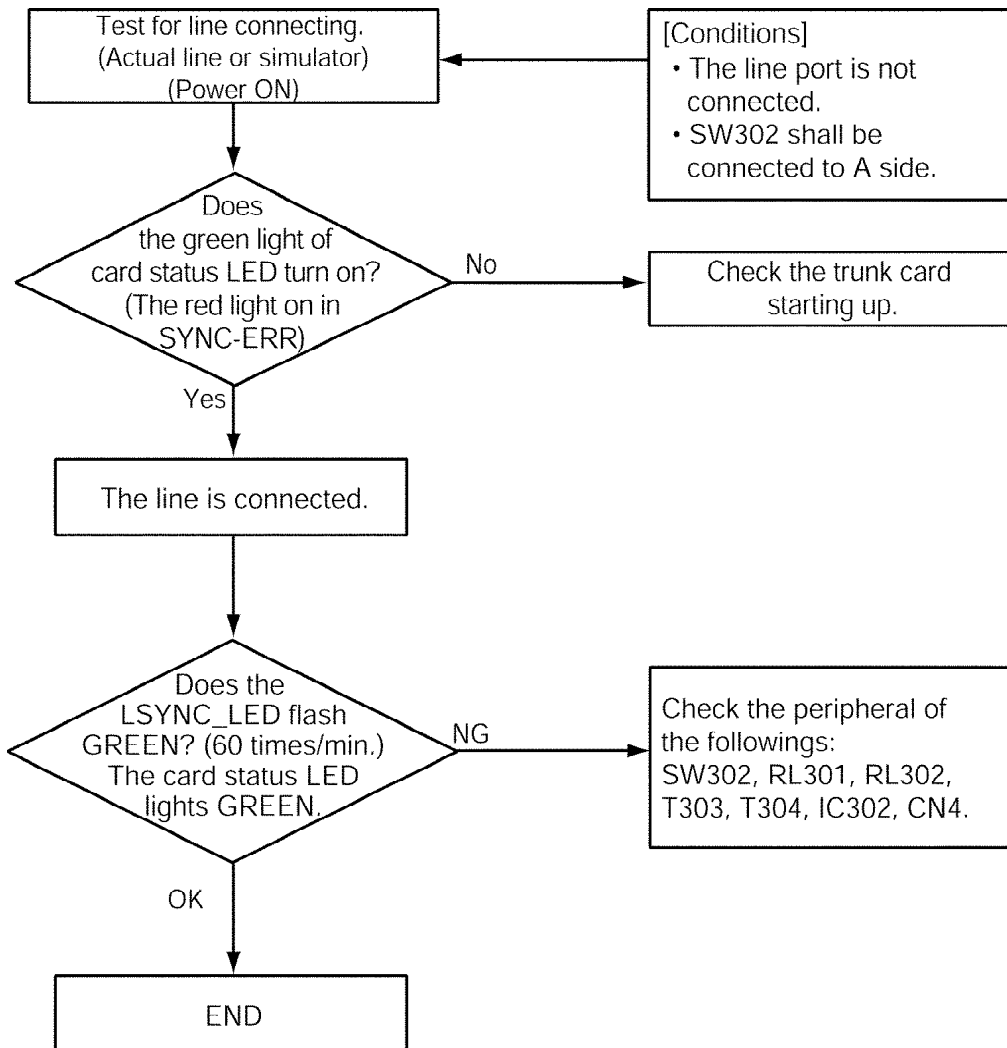 Test for line connecting.
(Actual line or simulator)
(Power ON)
[Conditions]
• The line port is not
connected.
• SW302 shall be
connected to A side.
Does
the green light of
card status LED turn on?
(The red light on in
SYNC-ERR)
No
Check the trunk card
starting up.
Yes
The line is connected.
Does the
LSYNC_LED flash
GREEN? (60 times/min.)
The card status LED
lights GREEN.
NG
Check the peripheral of
the followings:
SW302, RL301, RL302,
T303, T304, IC302, CN4.
OK
END